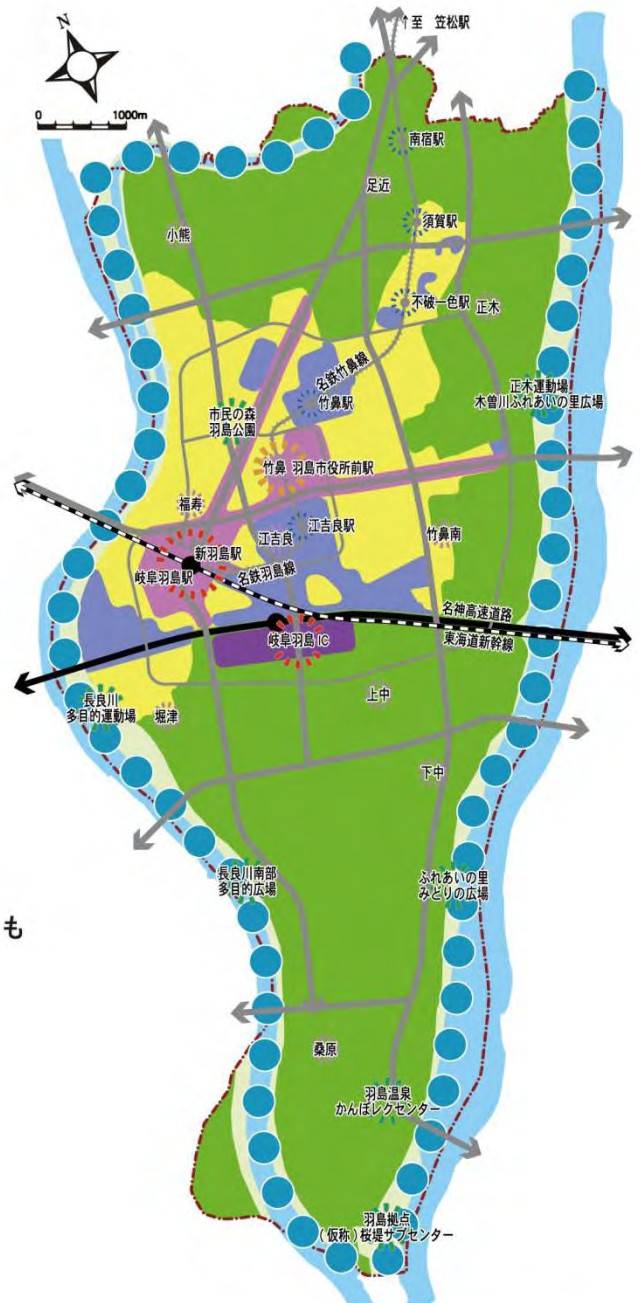 N
0 1000m
↑至 笠松駅
南宿駅
足近
須賀駅
小熊
不破一色駅
正木
名鉄竹鼻線
竹鼻駅
正木運動場
木曽川ふれあいの里広場
市民の森
羽島公園
竹鼻 羽島市役所前駅
福寿
江吉良
江吉良駅
竹鼻南
新羽島駅
岐阜羽島駅
名鉄羽島線
名神高速道路
東海道新幹線
岐阜羽島 IC
長良川
多目的運動場
堀津
上中
下中
長良川南部
多目的広場
ふれあいの里
みどりの広場
も
桑原
羽島温泉
かんぽレクセンター
羽島拠点
(仮称)桜堤サブセンター